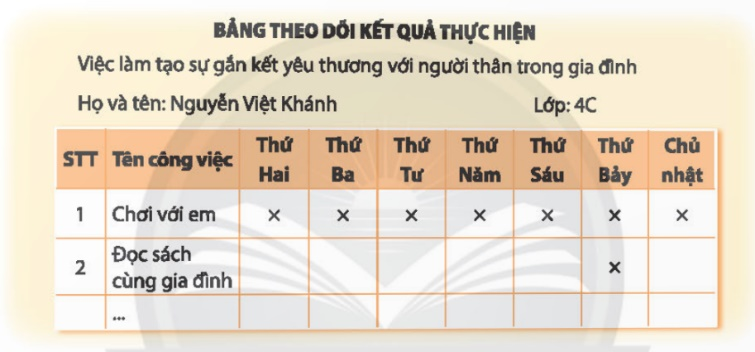 BẢNG THEO DÕI KẾT QUẢ THỰC HIỆN
Việc làm tạo sự gắn kết yêu thương với người thân trong gia đình
Họ và tên: Nguyễn Việt Khánh Lớp: 4C
STT Tên công việc Thứ Hai Thứ Ba Thứ Tư Thứ Năm Thứ Sáu Thứ Bảy Chủ nhật
1 Chơi với em × × × × × × ×
2 Đọc sách cùng gia đình ×
...